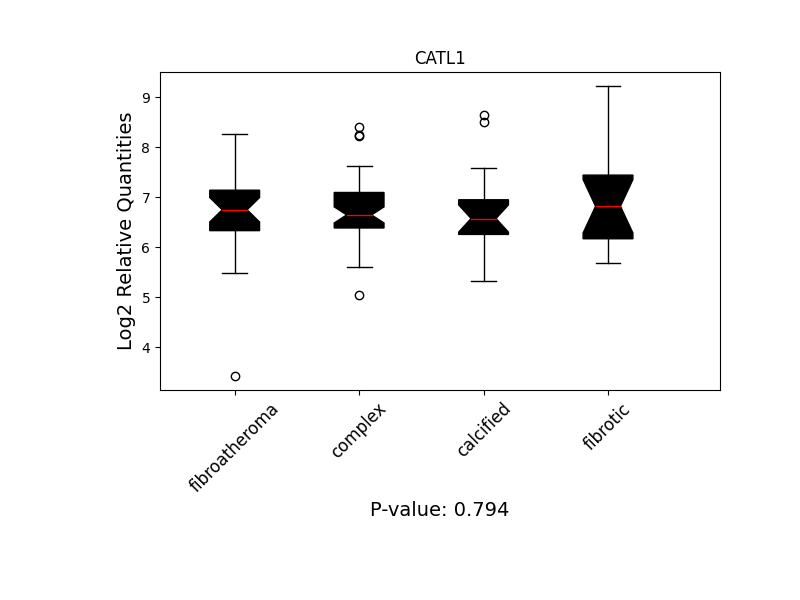 CATL1
Log2 Relative Quantities
9
8
7
6
5
4
fibroatheroma
complex
calcified
fibrotic
P-value: 0.794